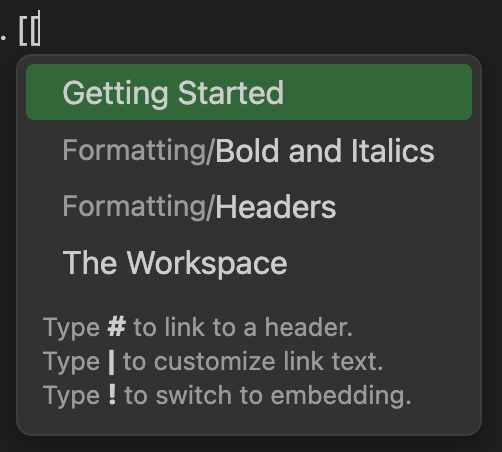 . [[
Getting Started
Formatting/Bold and Italics
Formatting/Headers
The Workspace
Type # to link to a header.
Type | to customize link text.
Type ! to switch to embedding.